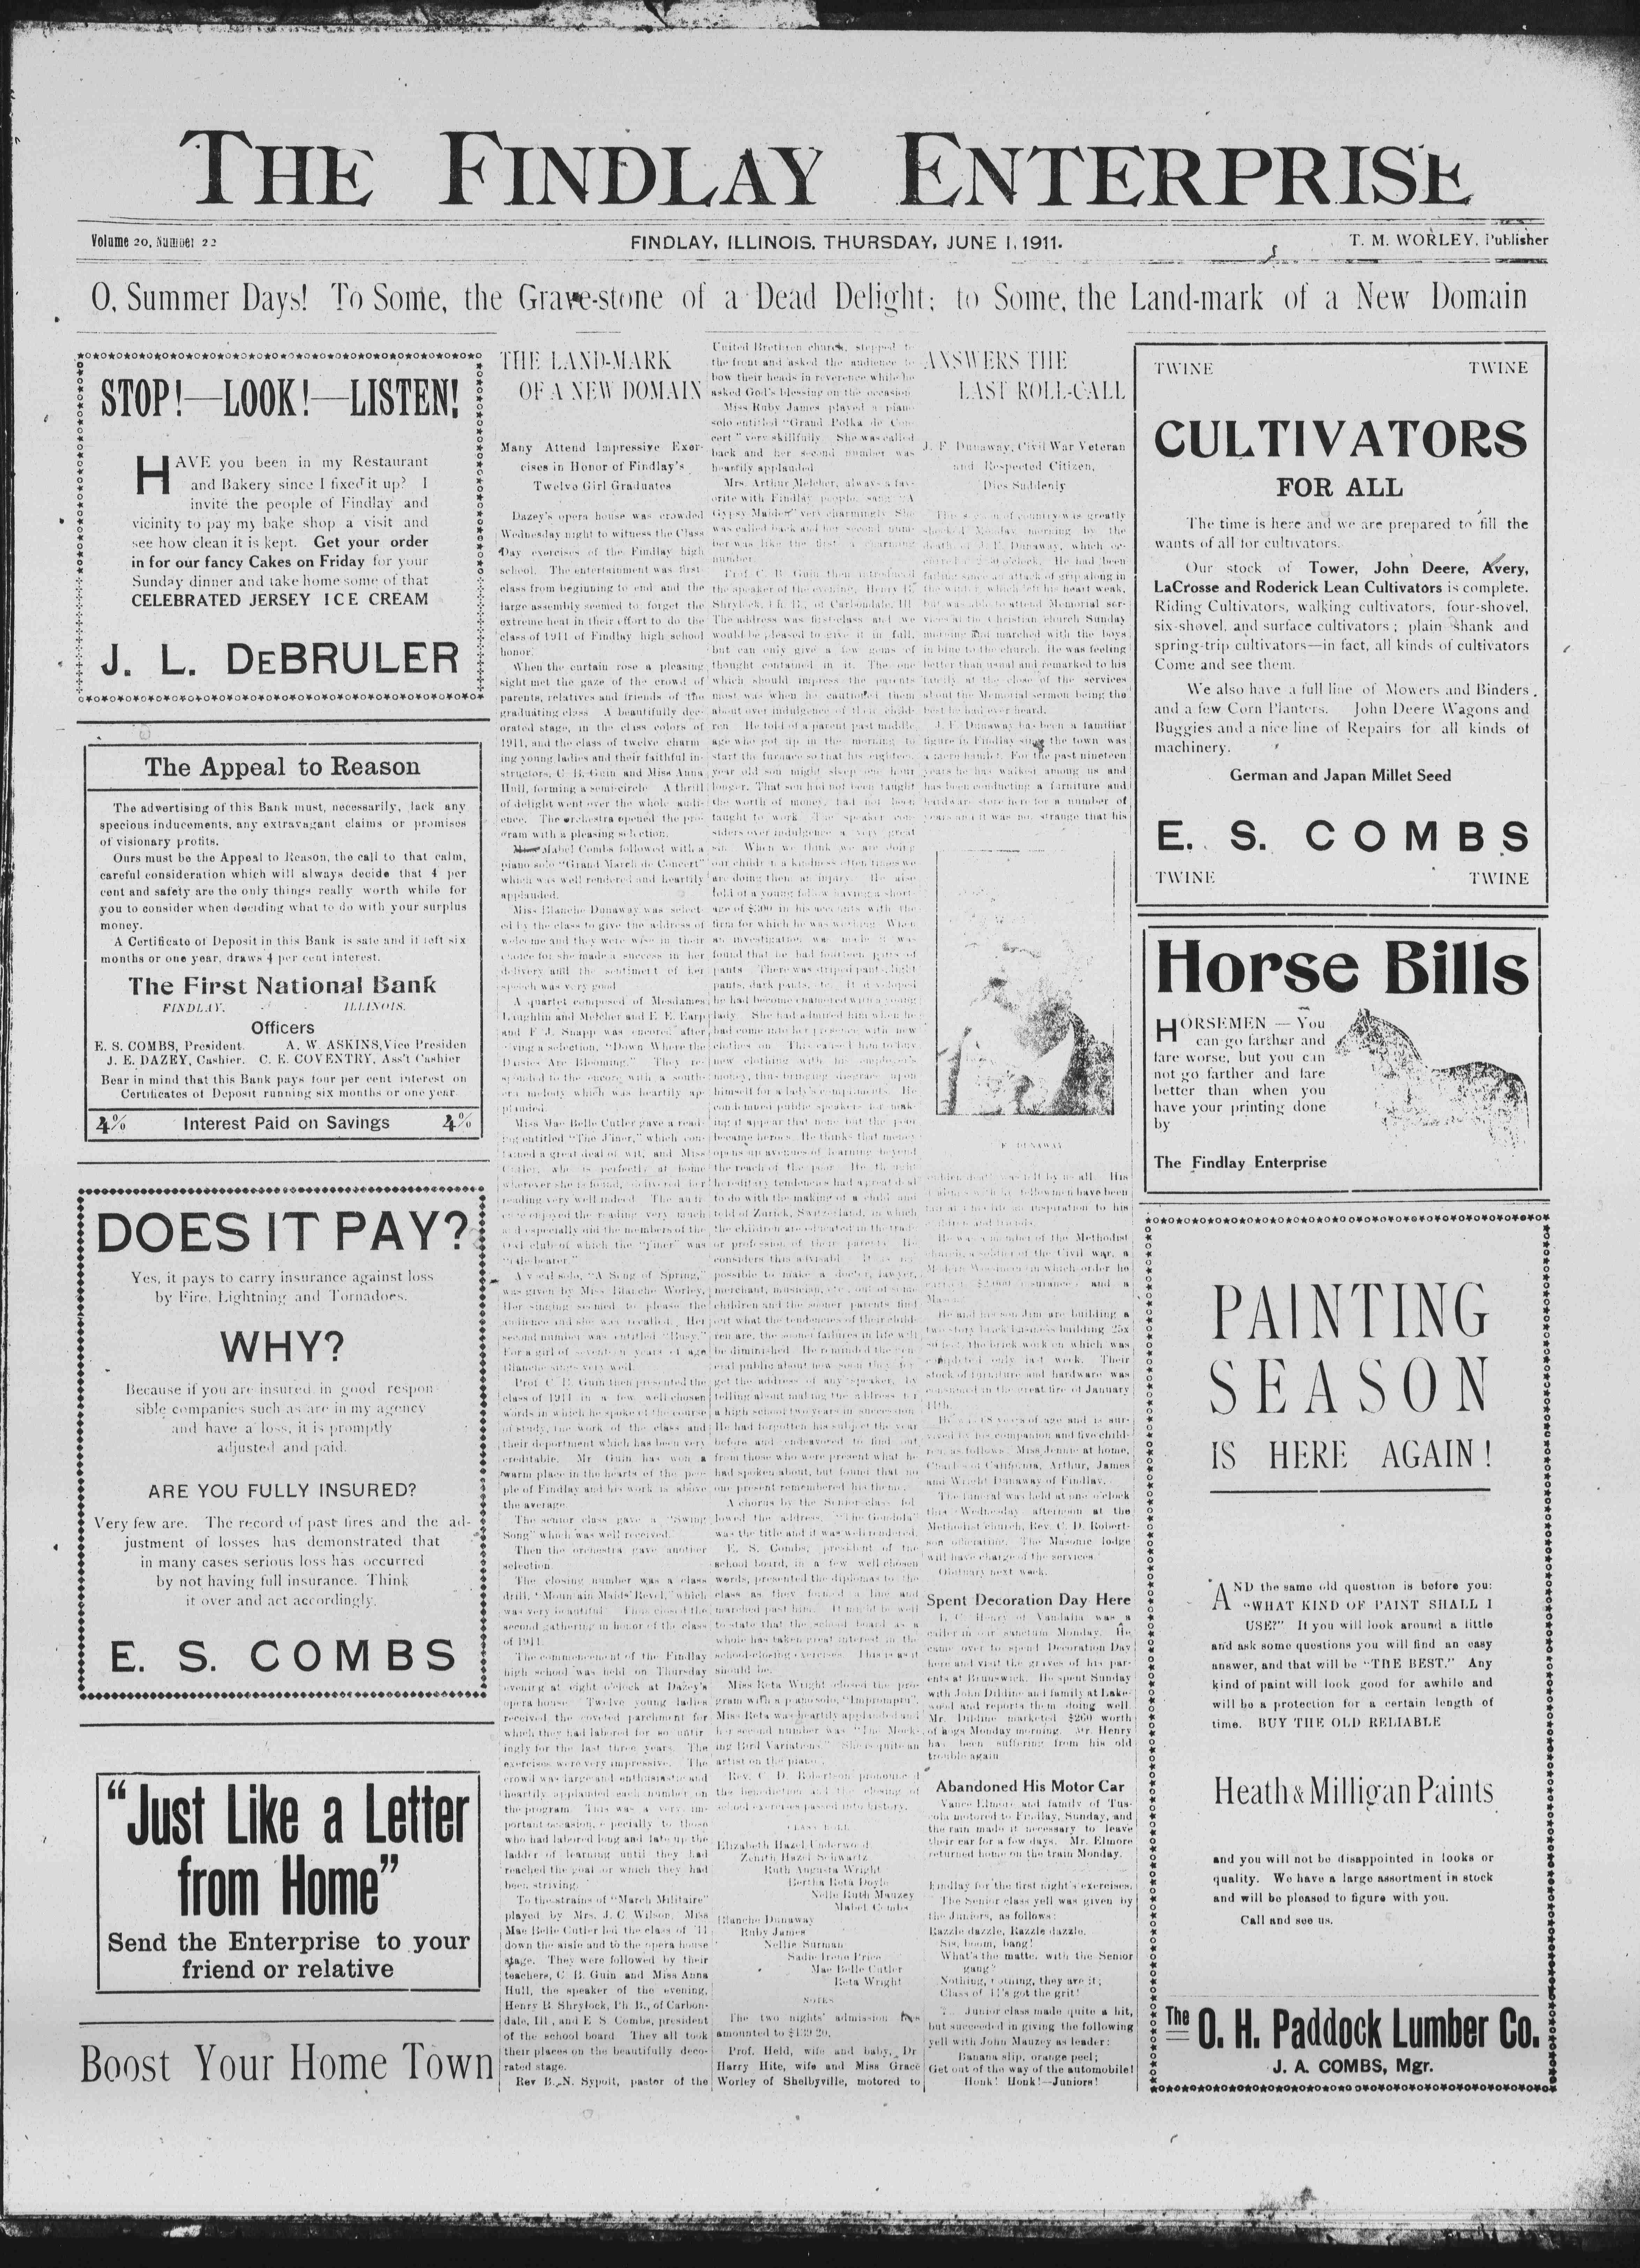 THE FINDLAY ENTERPRISE
Volume 20, Number 22
FINDLAY, ILLINOIS, THURSDAY, JUNE 1, 1911.
T. M. WORLEY, Publisher
O, Summer Days! To Some, the Grave-stone of a Dead Delight; to Some, the Land-mark of a New Domain
STOP!—LOOK!—LISTEN!
HAVE you been in my Restaurant
and Bakery since I fixed it up? I
invite the people of Findlay and
vicinity to pay my bake shop a visit and
see how clean it is kept. Get your order
in for our fancy Cakes on Friday for your
Sunday dinner and take home some of that
CELEBRATED JERSEY ICE CREAM
J. L. DEBRULER
The Appeal to Reason
The advertising of this Bank must, necessarily, lack any
specious inducements, any extravagant claims or promises
of visionary profits.
Ours must be the Appeal to Reason, the call to that calm,
careful consideration which will always decide that 4 per
cent and safety are the only things really worth while for
you to consider when deciding what to do with your surplus
money.
A Certificate of Deposit in this Bank is safe and if left six
months or one year, draws 4 per cent interest.
The First National Bank
FINDLAY. - ILLINOIS.
Officers
E. S. COMBS, President. A. W. ASKINS, Vice Presiden
J. E. DAZEY, Cashier. C. E. COVENTRY, Ass't Cashier
Bear in mind that this Bank pays four per cent interest on
Certificates of Deposit running six months or one year
4% Interest Paid on Savings 4%
DOES IT PAY?
Yes, it pays to carry insurance against loss
by Fire, Lightning and Tornadoes.
WHY?
Because if you are insured in good respon
sible companies such as are in my agency
and have a loss, it is promptly
adjusted and paid.
ARE YOU FULLY INSURED?
Very few are. The record of past fires and the ad-
justment of losses has demonstrated that
in many cases serious loss has occurred
by not having full insurance. Think
it over and act accordingly.
E. S. COMBS
"Just Like a Letter
from Home"
Send the Enterprise to your
friend or relative
Boost Your Home Town
THE LAND-MARK
OF A NEW DOMAIN
Many Attend Impressive Exer-
cises in Honor of Findlay's
Twelve Girl Graduates
Dazey's opera house was crowded
Wednesday night to witness the Class
Day exercises of the Findlay high
school. The entertainment was first
class from beginning to end and the
large assembly seemed to forget the
extreme heat in their effort to do the
class of 1911 of Findlay high school
honor.
When the curtain rose a pleasing
sight met the gaze of the crowd of
parents, relatives and friends of the
graduating class A beautifully dec-
orated stage, in the class colors of
1911, and the class of twelve charm
ing young ladies and their faithful in-
structors, C. B. Guin and Miss Anna
Hull, forming a semi-circle A thrill
of delight went over the whole audi-
ence. The orchestra opened the pro-
gram with a pleasing selection.
Mabel Combs followed with a
piano solo "Grand March de Concert"
which was well rendered and heartily
applauded.
Miss Blanche Dunaway was select-
ed by the class to give the address of
welcome and they were wise in their
choice for she made a success in her
delivery and the sentiment of her
speech was very good
A quartet composed of Mesdames
Laughlin and Melcher and E. E. Earp
and F. J. Snapp was encored after
giving a selection, "Down Where the
Daisies Are Blooming." They re-
sponded to the encore with a south-
ern melody which was heartily ap-
plauded.
Miss Mae Belle Cutler gave a read-
ing entitled "The J'iner," which con-
tained a great deal of wit, and Miss
Cutler, who is perfectly at home
wherever she is found, delivered her
reading very well indeed. The audi-
ence enjoyed the reading very much
and especially did the members of the
club of which the "j'iner" was
A vocal solo, "A Song of Spring,"
was given by Miss Blanche Worley.
Her singing seemed to please the
audience and she was recalled. Her
second number was entitled "Busy."
For a girl of seventeen years of age
Blanche sings very well.
Prof. C. B. Guin then presented the
class of 1911 in a few well chosen
words in which he spoke of the course
of study, the work of the class and
their deportment which has been very
creditable. Mr Guin has won a
warm place in the hearts of the peo-
ple of Findlay and his work is above
the average.
The senior class gave a "Swing
Song" which was well received.
Then the orchestra gave another
selection.
The closing number was a class
drill, "Mountain Maids' Revel," which
was very beautiful. Thus closed the
second gathering in honor of the class
of 1911.
The commencement of the Findlay
high school was held on Thursday
evening at eight o'clock at Dazey's
opera house. Twelve young ladies
received the coveted parchment for
which they had labored for so untir
ingly for the last three years. The
exercises were very impressive. The
crowd was large and enthusiastic and
heartily applauded each number on
the program. This was a very im-
portant occasion, especially to those
who had labored long and late up the
ladder of learning until they had
reached the goal for which they had
been striving.
To the strains of "March Militaire"
played by Mrs. J. C. Wilson, Miss
Mae Belle Cutler led the class of '11
down the aisle and to the opera house
stage. They were followed by their
teachers, C. B. Guin and Miss Anna
Hull, the speaker of the evening,
Henry B. Shrylock, Ph. B., of Carbon-
dale, Ill, and E S Combs, president
of the school board They all took
their places on the beautifully deco-
rated stage.
Rev B. N. Sypolt, pastor of the
United Brethren church, stepped to
the front and asked the audience to
bow their heads in reverence while he
asked God's blessing on the occasion
Miss Ruby James played a piano
solo entitled "Grand Polka de Con-
cert" very skillfully She was called
back and her second number was
heartily applauded
Mrs. Arthur Melcher, always a fav-
orite with Findlay people, sang "A
Gypsy Maiden" very charmingly She
was called back and her second num-
ber was like the first a charming
number.
Prof. C. B. Guin then introduced
the speaker of the evening, Henry B.
Shrylock, Ph. B., of Carbondale, Ill
The address was first-class and we
would be pleased to give it in full,
but can only give a few gems of
thought contained in it. The one
which should impress the parents
most was when he cautioned them
about over indulgence of their child-
ren He told of a parent past middle
age who got up in the morning to
start the furnace so that his eighteen
year old son might sleep one hour
longer. That son had not been taught
the worth of money, had not been
taught to work. The speaker con-
siders over indulgence a very great
sin. When we think we are doing
our children a kindness often times we
are doing them an injury. He also
told of a young fellow having a short-
age of $300 in his accounts with the
firm for which he was working When
an investigation was made it was
found that he had fourteen pairs of
pants There was striped pants, light
pants, dark pants, etc. It developed
he had become enamored with a young
lady She had admired him when he
had come into her presence with new
clothes on This caused him to buy
new clothing with his employer's
money, thus bringing disgrace upon
himself for a lady's compliments. He
condemned public speakers for mak-
ing it appear that none but the poor
became heroes. He thinks that money
opens up avenues of learning beyond
the reach of the poor He thought
hereditary tendencies had a great deal
to do with the making of a child and
told of Zurick, Switzerland, in which
the children are educated in the trade
or profession of their parents He
considers this advisable
possible to make a doctor, lawyer,
merchant, musician, etc., out of some
children and the sooner parents find
out what the tendencies of their child-
ren are, the sooner failures in life will
be diminished He reminded the gen-
eral public about how soon they for-
get the address of any speaker, by
telling about making the address for
a high school two years in succession
He had forgotten his subject the year
before and endeavored to find out
from those who were present what he
had spoken about, but found that no
one present remembered his theme.
A chorus by the Senior class fol
lowed the address. "The Gondola"
was the title and it was well rendered.
E. S. Combs, president of the
school board, in a few well chosen
words, presented the diplomas to the
class as they formed a line and
marched past him. It might be well
to state that the school board as a
whole has taken great interest in the
school-closing exercises This is as it
should be.
Miss Reta Wright closed the pro-
gram with a piano solo, "Impromptu".
Miss Reta was heartily applauded and
her second number was "The Mock-
ing Bird Variations." She is quite an
artist on the piano.
Rev. C D. Robertson pronounced
the benediction and the closing of
school exercises passed into history.
CLASS ROLL
Elizabeth Hazel Underwood
Zenith Hazel Schwartz
Ruth Augusta Wright
Bertha Reta Doyle
Nelle Ruth Mauzey
Mabel Combs
Blanche Dunaway
Ruby James
Nellie Surman
Sadie Irene Price
Mae Belle Cutler
Reta Wright
NOTES
The two nights' admission fees
amounted to $139.20.
Prof. Held, wife and baby, Dr
Harry Hite, wife and Miss Grace
Worley of Shelbyville, motored to
ANSWERS THE
LAST ROLL-CALL
J. F Dunaway, Civil War Veteran
and Respected Citizen,
Dies Suddenly
of country was greatly
shocked Monday morning by the
death of J. F. Dunaway, which oc-
He had been
failing since an attack of grip along in
the winter, which left his heart weak,
but was able to attend Memorial ser-
vices at the Christian church Sunday
morning and marched with the boys
in blue to the church. He was feeling
better than usual and remarked to his
family at the close of the services
about the Memorial sermon being the
best he had ever heard.
J. F. Dunaway has been a familiar
figure in Findlay since the town was
a mere hamlet. For the past nineteen
years he has walked among us and
has been conducting a furniture and
hardware store here for a number of
years and it was no strange that his
F. DUNAWAY
was felt by us all. His
fellowmen have been
inspiration to his
and friends.
He was a member of the Methodist
church, a soldier of the Civil war, a
Modern Woodman in which order he
carried $2,000 insurance and a
Mason.
He and his son Jim are building a
two story brick business building 25x
feet, the brick work on which was
completed only last week. Their
stock of furniture and hardware was
consumed in the great fire of January
11th.
He was 68 years of age and is sur-
vived by his companion and five child-
ren, as follows: Miss Jennie at home,
Charles of California, Arthur, James
and Wright Dunaway of Findlay.
The funeral was held at one o'clock
this Wednesday afternoon at the
Methodist church, Rev. C. D. Robert-
son officiating. The Masonic lodge
will have charge of the services.
Obituary next week.
Spent Decoration Day Here
L. C. Henry of Vandalia was a
caller in our sanctum Monday. He
came over to spend Decoration Day
here and visit the graves of his par-
ents at Brunswick. He spent Sunday
with John Dildine and family at Lake-
wood and reports them doing well.
Mr. Dildine marketed $260 worth
of hogs Monday morning. Mr. Henry
has been suffering from his old
trouble again
Abandoned His Motor Car
Vance Elmore and family of Tus-
cola motored to Findlay, Sunday, and
the rain made it necessary to leave
their car for a few days. Mr. Elmore
returned home on the train Monday.
Findlay for the first night's exercises.
The Senior class yell was given by
the Juniors, as follows:
Razzle dazzle, Razzle dazzle,
Sis, boom, bang!
What's the matter with the Senior
gang?
Nothing, nothing, they are it;
Class of 11's got the grit!
Junior class made quite a hit,
but succeeded in giving the following
yell with John Mauzey as leader:
Banana slip, orange peel;
Get out of the way of the automobile!
Honk! Honk!—Juniors!
TWINE TWINE
CULTIVATORS
FOR ALL
The time is here and we are prepared to fill the
wants of all for cultivators.
Our stock of Tower, John Deere, Avery,
LaCrosse and Roderick Lean Cultivators is complete.
Riding Cultivators, walking cultivators, four-shovel,
six-shovel, and surface cultivators; plain shank and
spring-trip cultivators—in fact, all kinds of cultivators
Come and see them.
We also have a full line of Mowers and Binders
and a few Corn Planters. John Deere Wagons and
Buggies and a nice line of Repairs for all kinds of
machinery.
German and Japan Millet Seed
E. S. COMBS
TWINE TWINE
Horse Bills
HORSEMEN — You
can go farther and
fare worse, but you can
not go farther and fare
better than when you
have your printing done
by
The Findlay Enterprise
PAINTING
SEASON
IS HERE AGAIN!
AND the same old question is before you:
"WHAT KIND OF PAINT SHALL I
USE?" If you will look around a little
and ask some questions you will find an easy
answer, and that will be "THE BEST." Any
kind of paint will look good for awhile and
will be a protection for a certain length of
time. BUY THE OLD RELIABLE
Heath & Milligan Paints
and you will not be disappointed in looks or
quality. We have a large assortment in stock
and will be pleased to figure with you.
Call and see us.
The O. H. Paddock Lumber Co.
J. A. COMBS, Mgr.